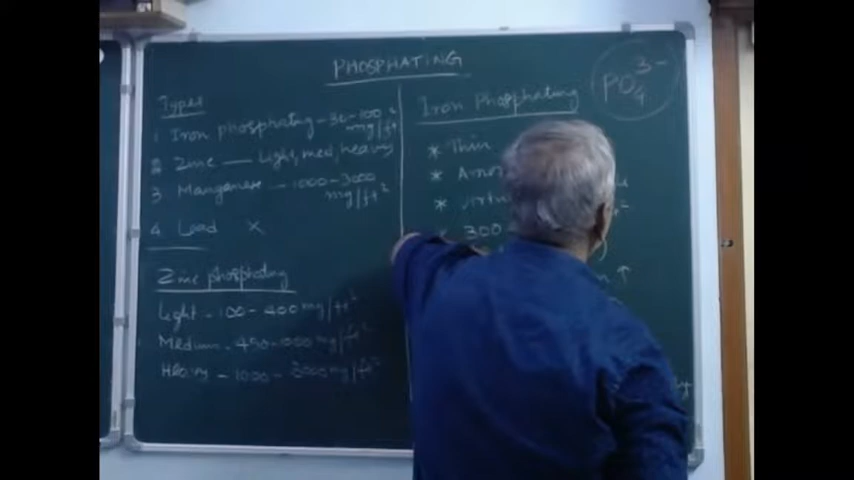 PHOSPHATING
Types
1 Iron phosphating - 30-100 mg/ft²
2 Zinc — Light, med, heavy
3 Manganese - 1000-3000 mg/ft²
4 Lead X
Zinc phosphating
Light - 100 - 400 mg/ft²
Medium - 450-1000 mg/ft²
Heavy - 1000 - 3000 mg/ft²
Iron Phosphating
PO₄³⁻
* Thin
*
*
* 300
↑